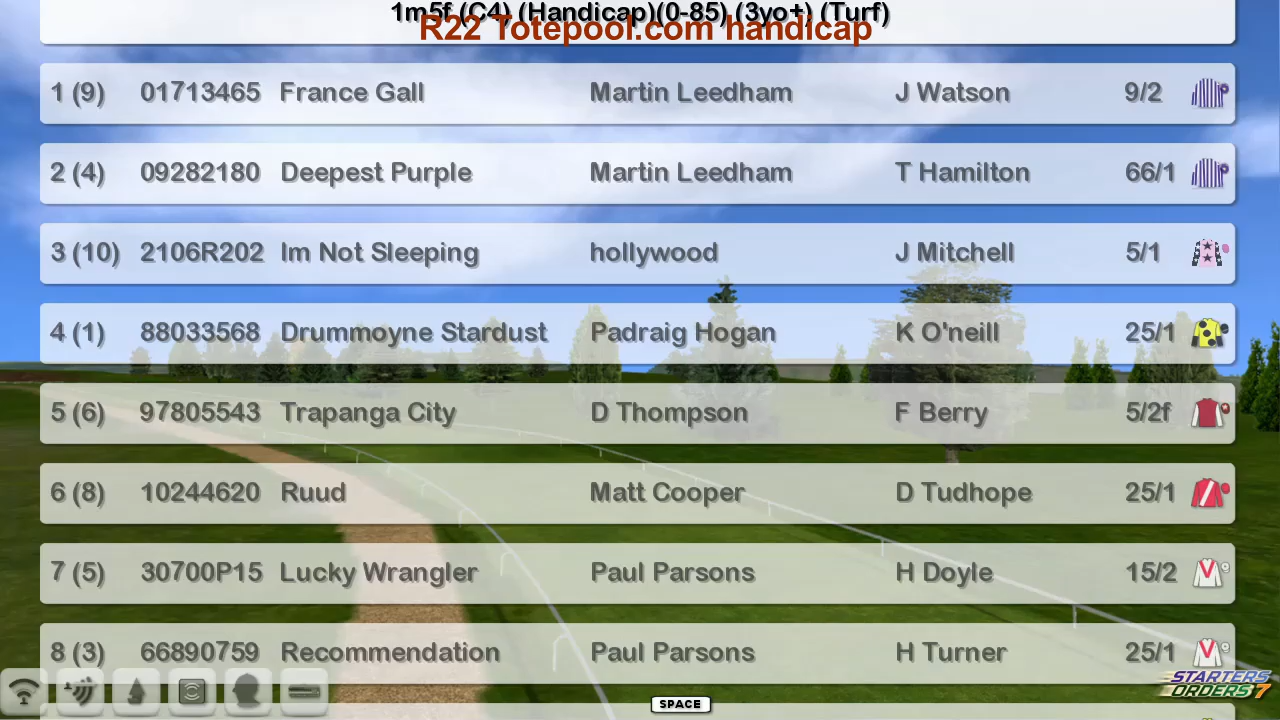 1m5f (C4) (Handicap)(0-85) (3yo+) (Turf)
R22 Totepool.com handicap
1 (9) 01713465 France Gall Martin Leedham J Watson 9/2
2 (4) 09282180 Deepest Purple Martin Leedham T Hamilton 66/1
3 (10) 2106R202 Im Not Sleeping hollywood J Mitchell 5/1
4 (1) 88033568 Drummoyne Stardust Padraig Hogan K O'neill 25/1
5 (6) 97805543 Trapanga City D Thompson F Berry 5/2f
6 (8) 10244620 Ruud Matt Cooper D Tudhope 25/1
7 (5) 30700P15 Lucky Wrangler Paul Parsons H Doyle 15/2
8 (3) 66890759 Recommendation Paul Parsons H Turner 25/1
STARTERS
ORDERS 7
SPACE